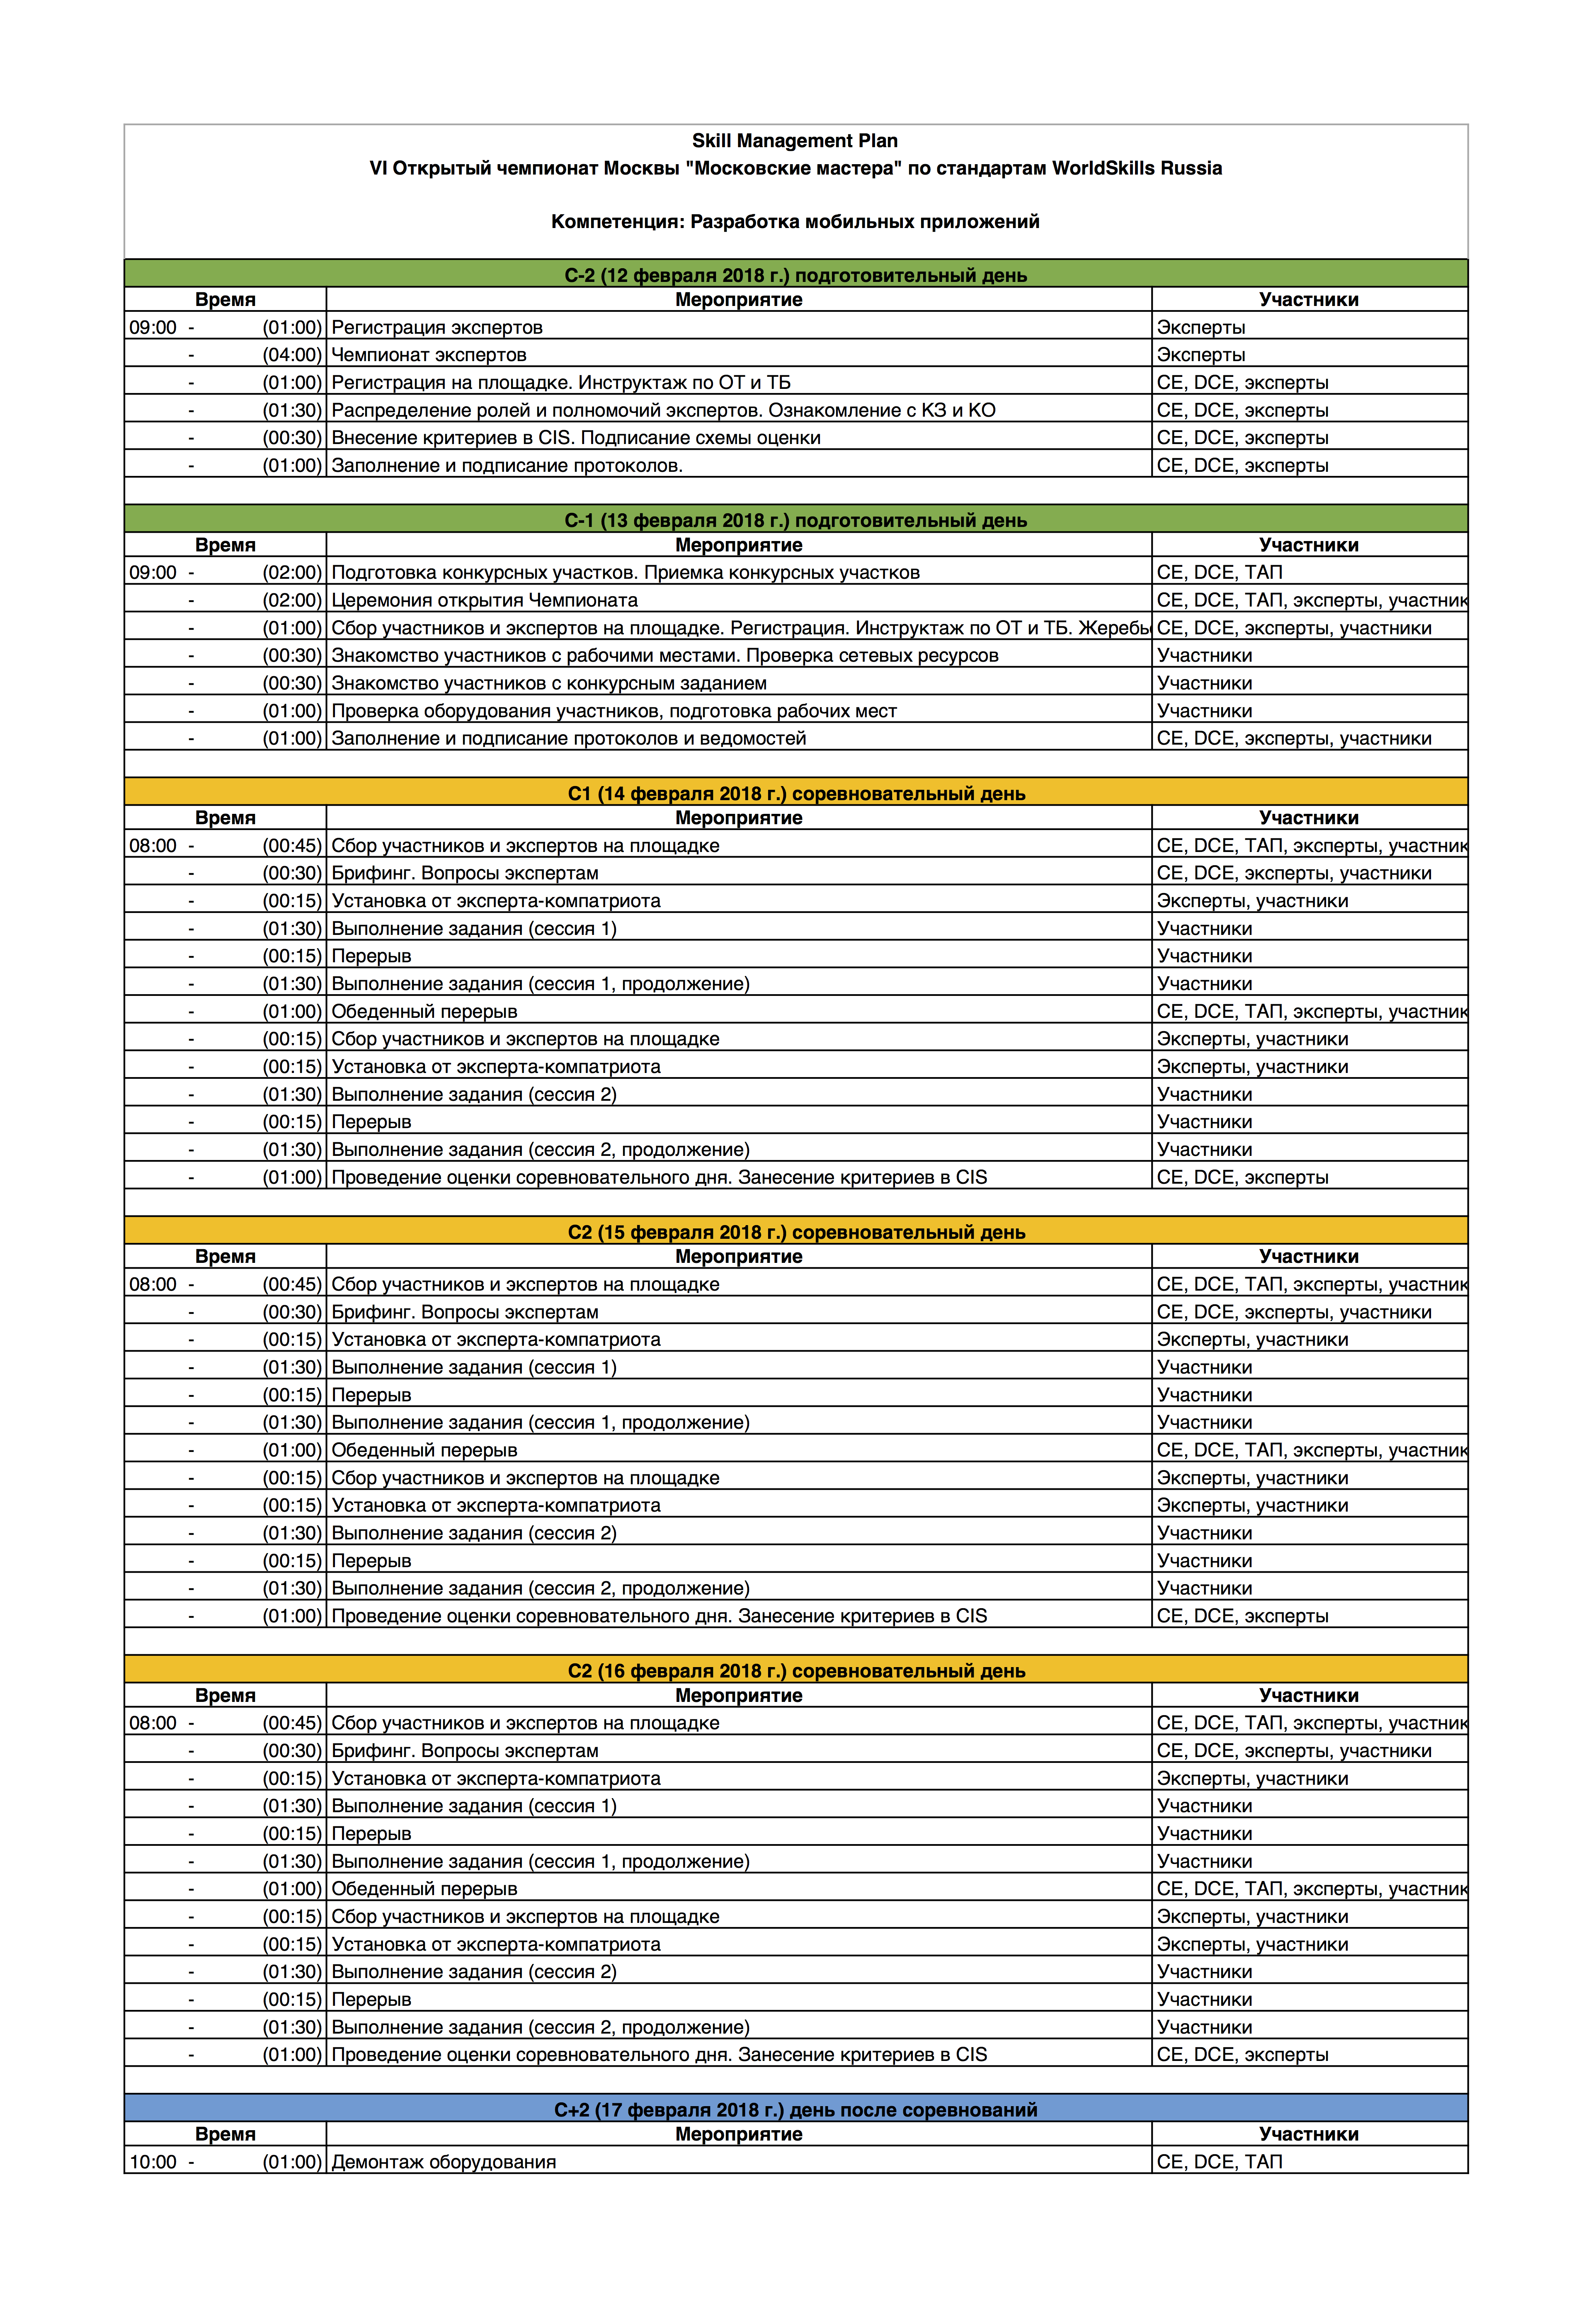 Skill Management Plan
VI Открытый чемпионат Москвы "Московские мастера" по стандартам WorldSkills Russia
Компетенция: Разработка мобильных приложений
С-2 (12 февраля 2018 г.) подготовительный день
Время Мероприятие Участники
09:00 - (01:00) Регистрация экспертов Эксперты
- (04:00) Чемпионат экспертов Эксперты
- (01:00) Регистрация на площадке. Инструктаж по ОТ и ТБ CE, DCE, эксперты
- (01:30) Распределение ролей и полномочий экспертов. Ознакомление с КЗ и КО CE, DCE, эксперты
- (00:30) Внесение критериев в CIS. Подписание схемы оценки CE, DCE, эксперты
- (01:00) Заполнение и подписание протоколов. CE, DCE, эксперты
С-1 (13 февраля 2018 г.) подготовительный день
Время Мероприятие Участники
09:00 - (02:00) Подготовка конкурсных участков. Приемка конкурсных участков CE, DCE, ТАП
- (02:00) Церемония открытия Чемпионата CE, DCE, ТАП, эксперты, участник
- (01:00) Сбор участников и экспертов на площадке. Регистрация. Инструктаж по ОТ и ТБ. Жеребы CE, DCE, эксперты, участники
- (00:30) Знакомство участников с рабочими местами. Проверка сетевых ресурсов Участники
- (00:30) Знакомство участников с конкурсным заданием Участники
- (01:00) Проверка оборудования участников, подготовка рабочих мест Участники
- (01:00) Заполнение и подписание протоколов и ведомостей CE, DCE, эксперты, участники
С1 (14 февраля 2018 г.) соревновательный день
Время Мероприятие Участники
08:00 - (00:45) Сбор участников и экспертов на площадке CE, DCE, ТАП, эксперты, участник
- (00:30) Брифинг. Вопросы экспертам CE, DCE, эксперты, участники
- (00:15) Установка от эксперта-компатриота Эксперты, участники
- (01:30) Выполнение задания (сессия 1) Участники
- (00:15) Перерыв Участники
- (01:30) Выполнение задания (сессия 1, продолжение) Участники
- (01:00) Обеденный перерыв CE, DCE, ТАП, эксперты, участник
- (00:15) Сбор участников и экспертов на площадке Эксперты, участники
- (00:15) Установка от эксперта-компатриота Эксперты, участники
- (01:30) Выполнение задания (сессия 2) Участники
- (00:15) Перерыв Участники
- (01:30) Выполнение задания (сессия 2, продолжение) Участники
- (01:00) Проведение оценки соревновательного дня. Занесение критериев в CIS CE, DCE, эксперты
С2 (15 февраля 2018 г.) соревновательный день
Время Мероприятие Участники
08:00 - (00:45) Сбор участников и экспертов на площадке CE, DCE, ТАП, эксперты, участник
- (00:30) Брифинг. Вопросы экспертам CE, DCE, эксперты, участники
- (00:15) Установка от эксперта-компатриота Эксперты, участники
- (01:30) Выполнение задания (сессия 1) Участники
- (00:15) Перерыв Участники
- (01:30) Выполнение задания (сессия 1, продолжение) Участники
- (01:00) Обеденный перерыв CE, DCE, ТАП, эксперты, участник
- (00:15) Сбор участников и экспертов на площадке Эксперты, участники
- (00:15) Установка от эксперта-компатриота Эксперты, участники
- (01:30) Выполнение задания (сессия 2) Участники
- (00:15) Перерыв Участники
- (01:30) Выполнение задания (сессия 2, продолжение) Участники
- (01:00) Проведение оценки соревновательного дня. Занесение критериев в CIS CE, DCE, эксперты
С2 (16 февраля 2018 г.) соревновательный день
Время Мероприятие Участники
08:00 - (00:45) Сбор участников и экспертов на площадке CE, DCE, ТАП, эксперты, участник
- (00:30) Брифинг. Вопросы экспертам CE, DCE, эксперты, участники
- (00:15) Установка от эксперта-компатриота Эксперты, участники
- (01:30) Выполнение задания (сессия 1) Участники
- (00:15) Перерыв Участники
- (01:30) Выполнение задания (сессия 1, продолжение) Участники
- (01:00) Обеденный перерыв CE, DCE, ТАП, эксперты, участник
- (00:15) Сбор участников и экспертов на площадке Эксперты, участники
- (00:15) Установка от эксперта-компатриота Эксперты, участники
- (01:30) Выполнение задания (сессия 2) Участники
- (00:15) Перерыв Участники
- (01:30) Выполнение задания (сессия 2, продолжение) Участники
- (01:00) Проведение оценки соревновательного дня. Занесение критериев в CIS CE, DCE, эксперты
С+2 (17 февраля 2018 г.) день после соревнований
Время Мероприятие Участники
10:00 - (01:00) Демонтаж оборудования CE, DCE, ТАП